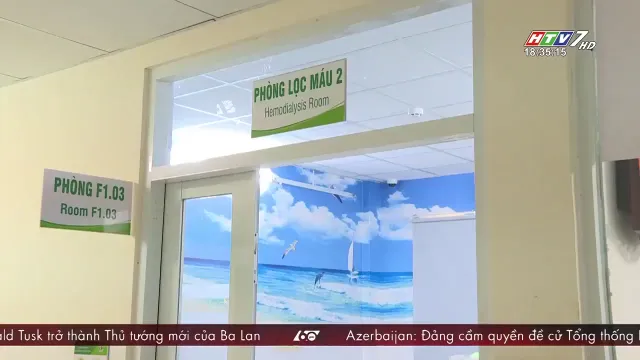 HTV7 HD
18:35:15
PHÒNG LỌC MÁU 2
Hemodialysis Room
PHÒNG F1.03
Room F1.03
ald Tusk trở thành Thủ tướng mới của Ba Lan
60
Azerbaijan: Đảng cầm quyền đề cử Tổng thống